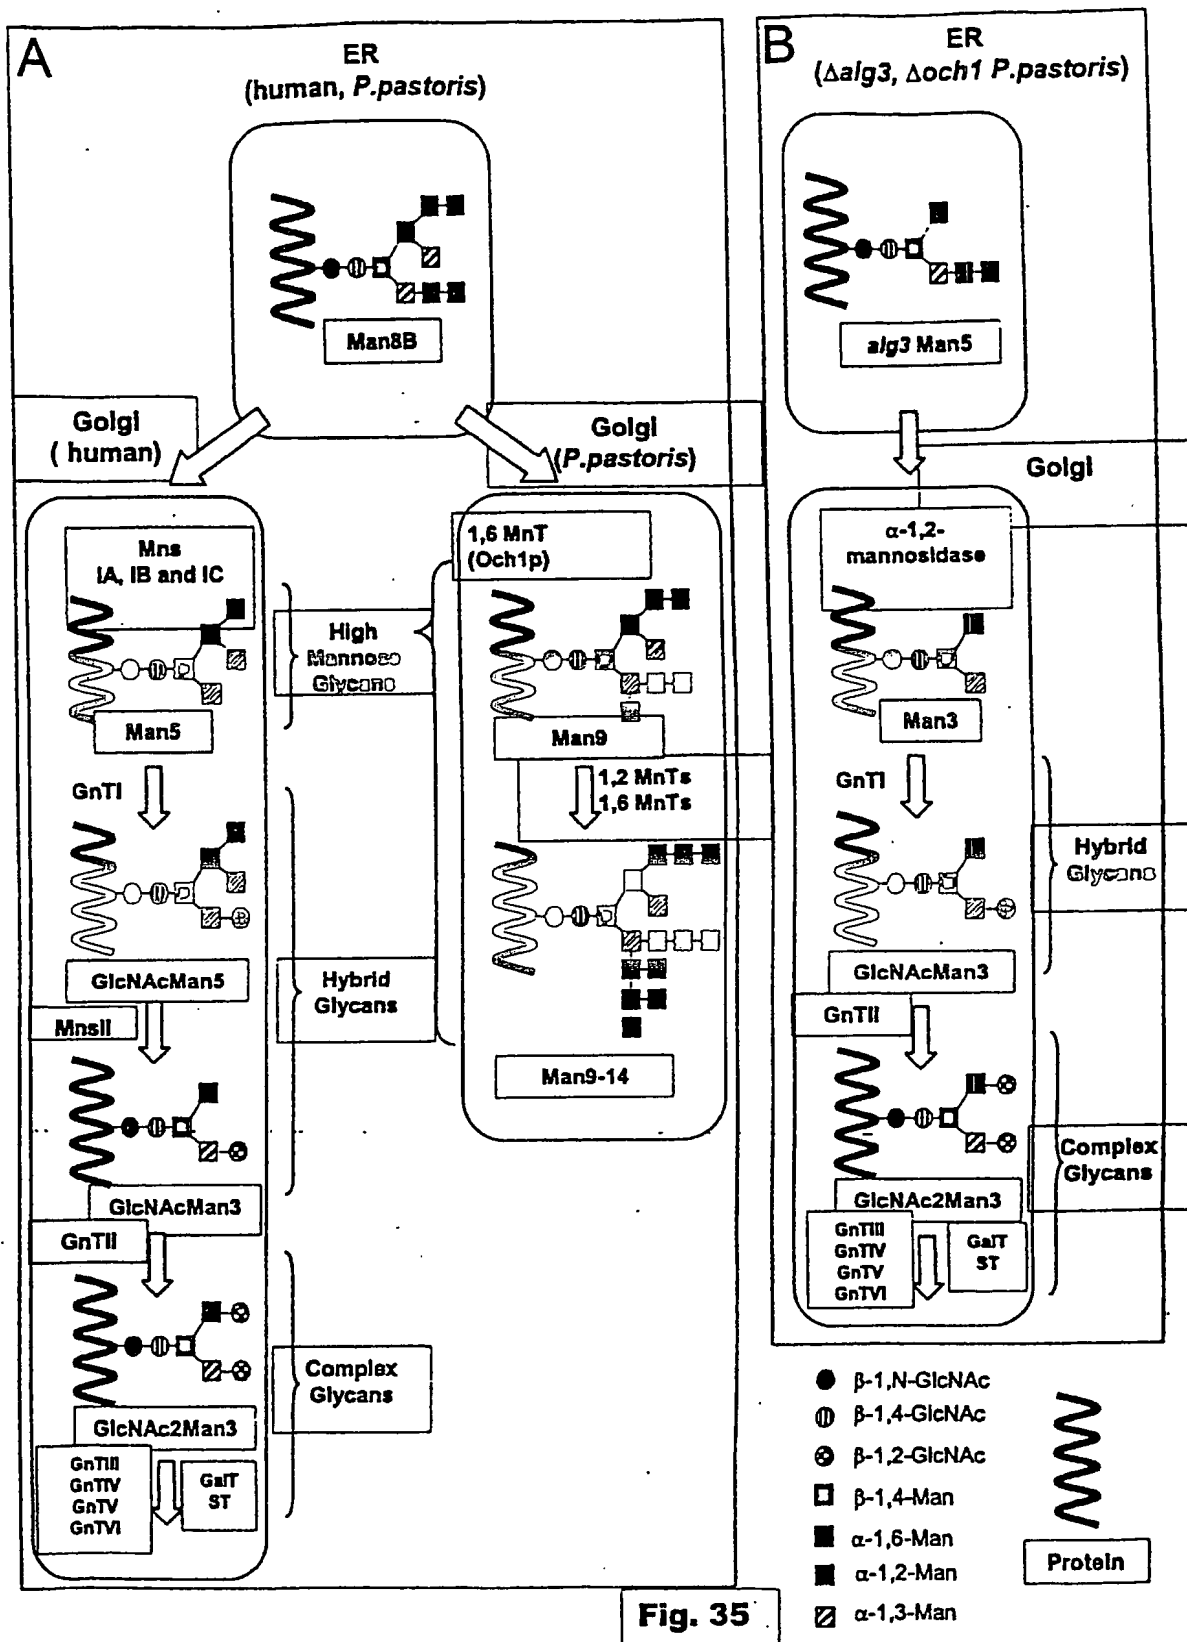 A
ER
(human, P.pastoris)
Man8B
Golgi
( human)
Golgi
(P.pastoris)
Mns
IA, IB and IC
Man5
GnTI
GlcNAcMan5
MnsII
GlcNAcMan3
GnTII
GlcNAc2Man3
GnTIII
GnTIV
GnTV
GnTVI
GalT
ST
High
Mannose
Glycans
Hybrid
Glycans
Complex
Glycans
1,6 MnT
(Och1p)
Man9
1,2 MnTs
1,6 MnTs
Man9-14
B
ER
(Δalg3, Δoch1 P.pastoris)
alg3 Man5
Golgi
α-1,2-
mannosidase
Man3
GnTI
Hybrid
Glycans
GlcNAcMan3
GnTII
Complex
Glycans
GlcNAc2Man3
GnTIII
GnTIV
GnTV
GnTVI
GalT
ST
β-1,N-GlcNAc
β-1,4-GlcNAc
β-1,2-GlcNAc
β-1,4-Man
α-1,6-Man
α-1,2-Man
α-1,3-Man
Protein
Fig. 35